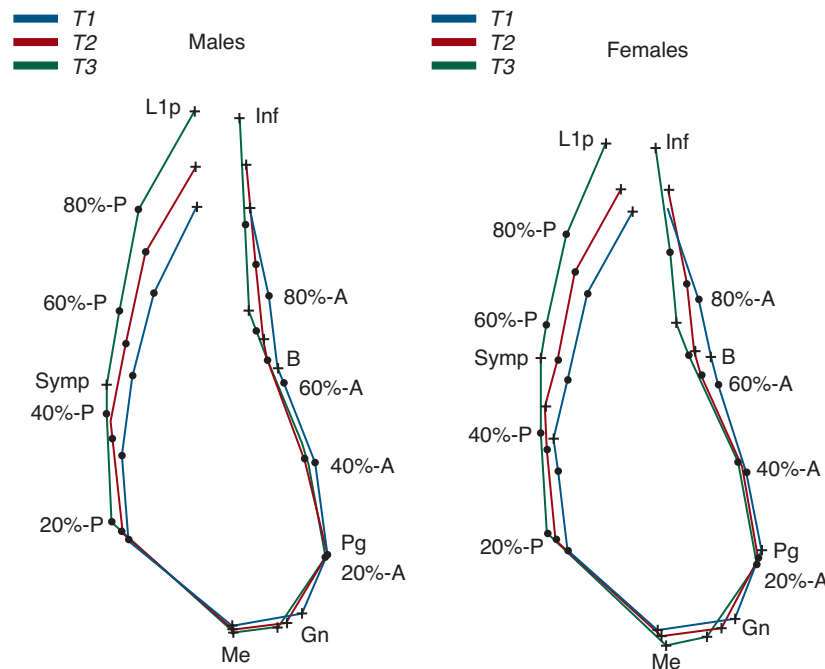 T1
T2
T3
Males
L1p
Inf
80%-P
60%-P
80%-A
Symp
B
60%-A
40%-P
40%-A
20%-P
Pg
20%-A
Gn
Me
T1
T2
T3
Females
L1p
Inf
80%-P
80%-A
60%-P
Symp
B
60%-A
40%-P
40%-A
20%-P
Pg
20%-A
Gn
Me